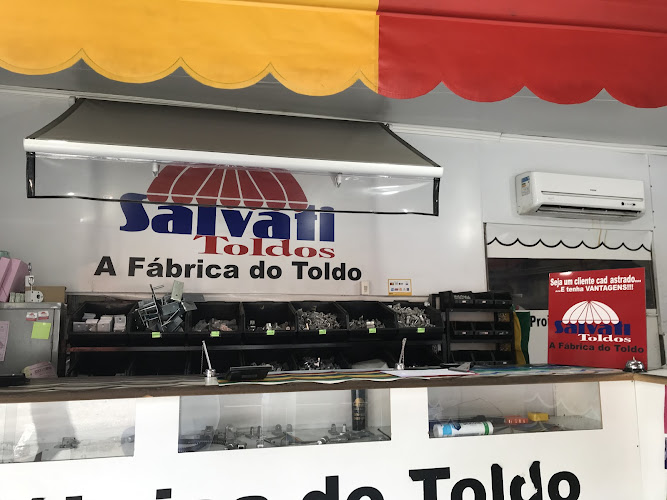 Salvati
Toldos
A Fábrica do Toldo
Seja um cliente cad astrado...
...E tenha VANTAGENS!!!
Salvati
Toldos
A Fábrica do Toldo
Pro
do Toldo